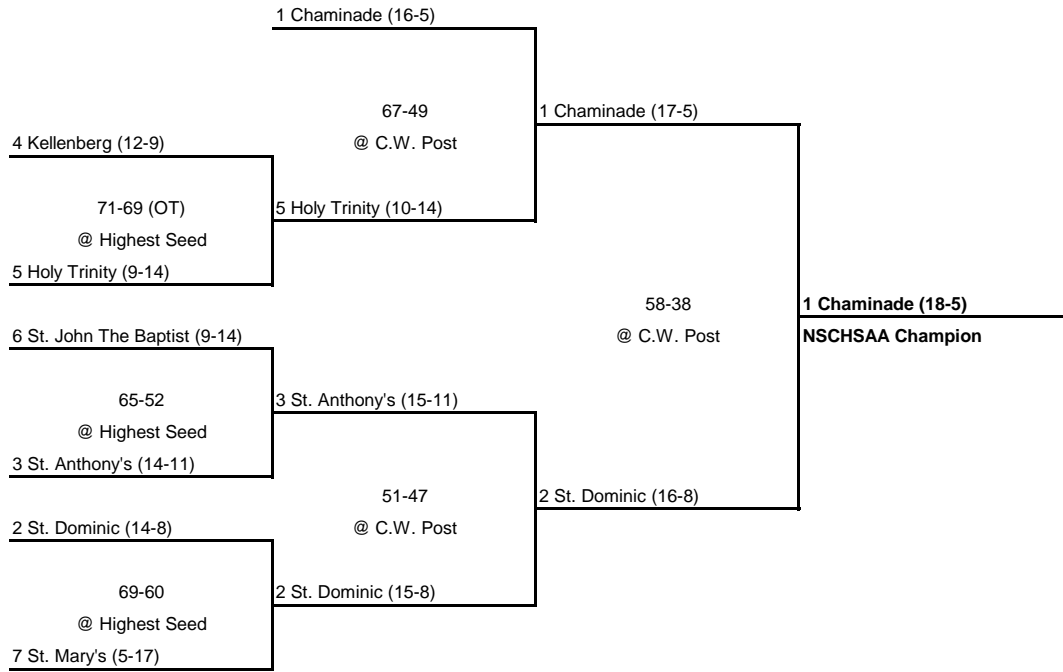 1 Chaminade (16-5)
67-49
1 Chaminade (17-5)
4 Kellenberg (12-9)
@ C.W. Post
71-69 (OT)
5 Holy Trinity (10-14)
@ Highest Seed
5 Holy Trinity (9-14)
58-38
1 Chaminade (18-5)
6 St. John The Baptist (9-14)
@ C.W. Post
NSCHSAA Champion
65-52
3 St. Anthony's (15-11)
@ Highest Seed
3 St. Anthony's (14-11)
51-47
2 St. Dominic (16-8)
2 St. Dominic (14-8)
@ C.W. Post
69-60
2 St. Dominic (15-8)
@ Highest Seed
7 St. Mary's (5-17)